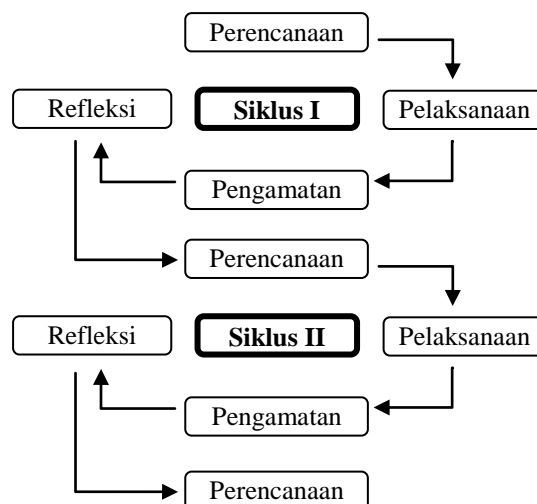 Perencanaan
Refleksi
Siklus I
Pelaksanaan
Pengamatan
Perencanaan
Refleksi
Siklus II
Pelaksanaan
Pengamatan
Perencanaan